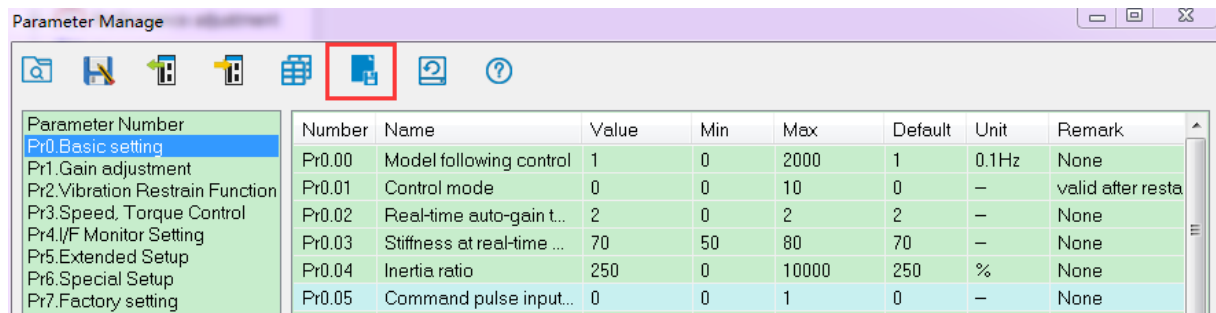 Parameter Manage
Parameter Number
Pr0.Basic setting
Pr1.Gain adjustment
Pr2.Vibration Restrain Function
Pr3.Speed, Torque Control
Pr4.I/F Monitor Setting
Pr5.Extended Setup
Pr6.Special Setup
Pr7.Factory setting
Number Name Value Min Max Default Unit Remark
Pr0.00 Model following control 1 0 2000 1 0.1Hz None
Pr0.01 Control mode 0 0 10 0 – valid after resta
Pr0.02 Real-time auto-gain t... 2 0 2 2 – None
Pr0.03 Stiffness at real-time ... 70 50 80 70 – None
Pr0.04 Inertia ratio 250 0 10000 250 % None
Pr0.05 Command pulse input... 0 0 1 0 – None